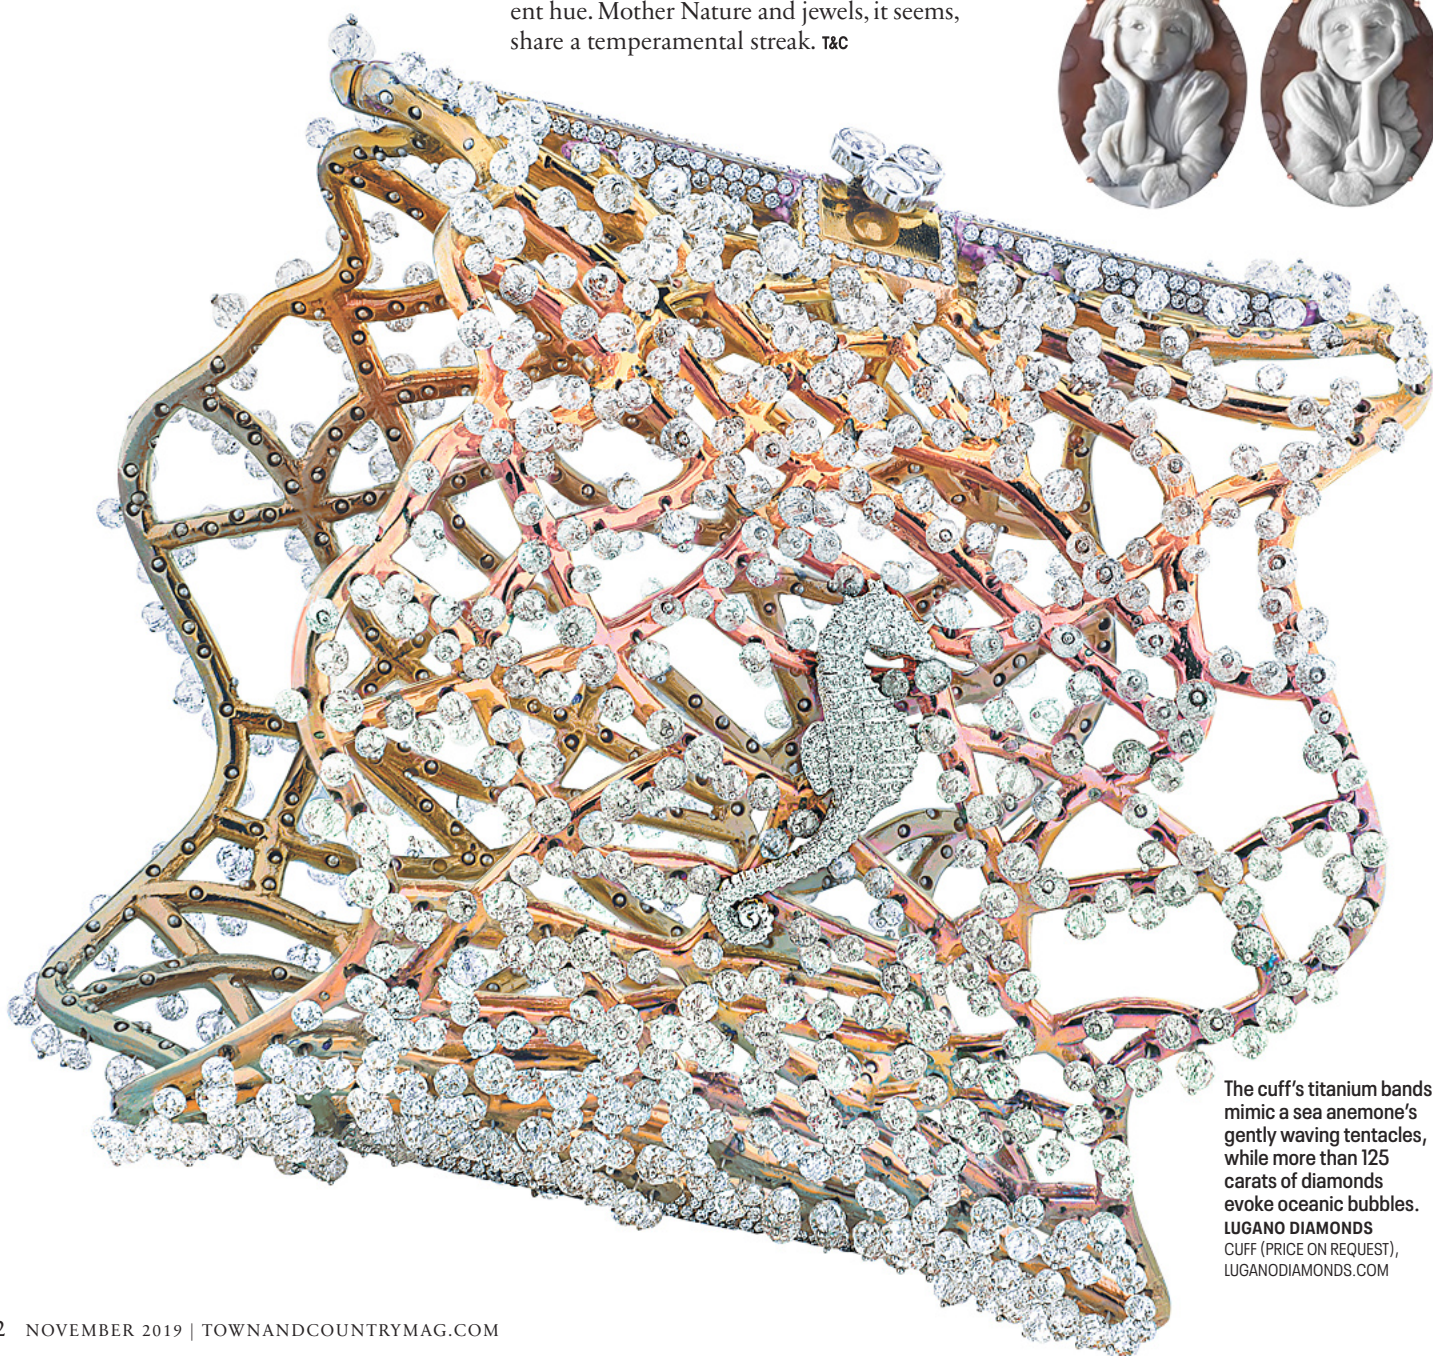 ent hue. Mother Nature and jewels, it seems,
share a temperamental streak. T&C
The cuff's titanium bands
mimic a sea anemone's
gently waving tentacles,
while more than 125
carats of diamonds
evoke oceanic bubbles.
LUGANO DIAMONDS
CUFF (PRICE ON REQUEST),
LUGANODIAMONDS.COM
2 NOVEMBER 2019 | TOWNANDCOUNTRYMAG.COM